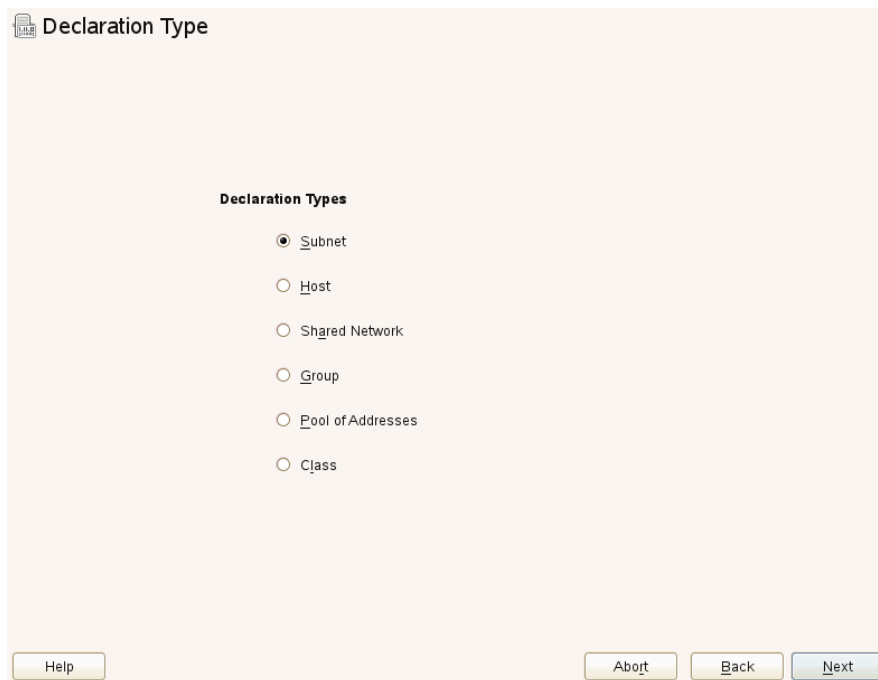 Declaration Type
Declaration Types
Subnet
Host
Shared Network
Group
Pool of Addresses
Class
Help
Abort
Back
Next